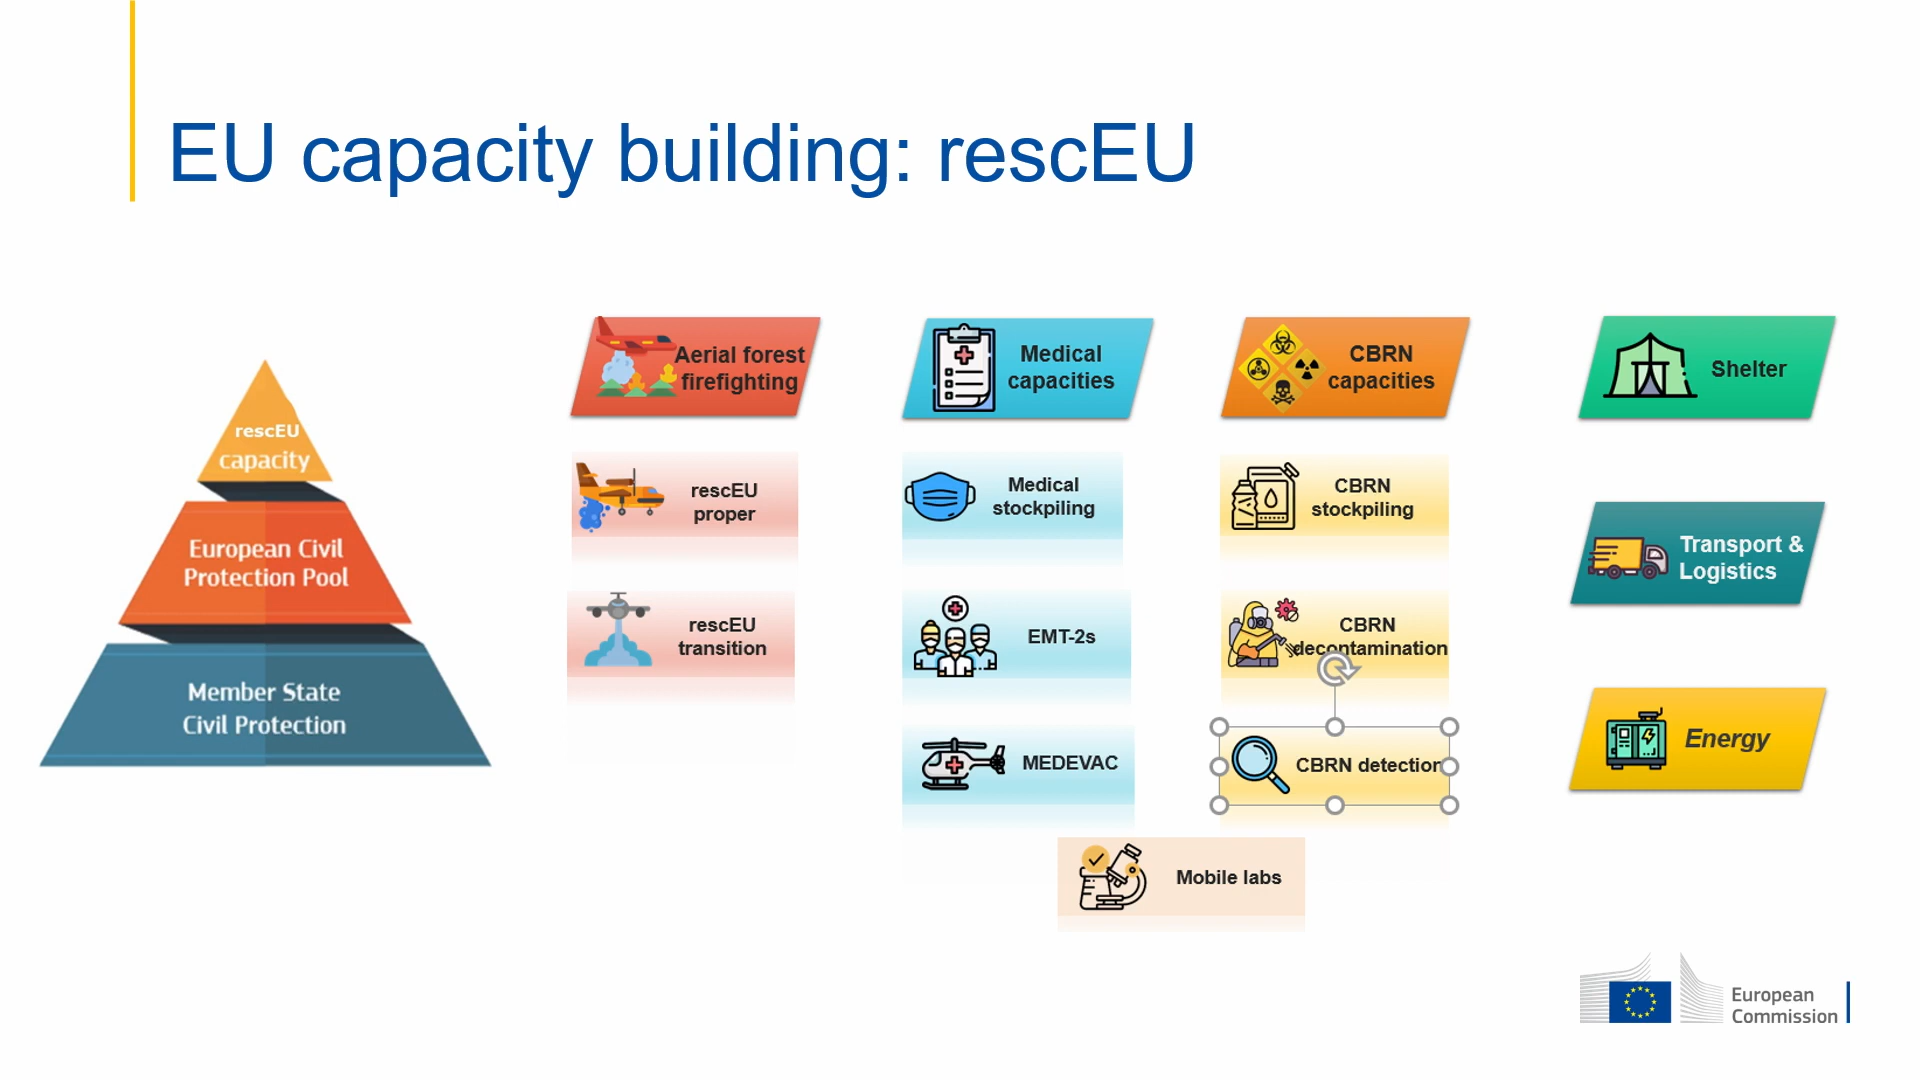 EU capacity building: rescEU
rescEU
capacity
European Civil
Protection Pool
Member State
Civil Protection
Aerial forest
firefighting
rescEU
proper
rescEU
transition
Medical
capacities
Medical
stockpiling
EMT-2s
MEDEVAC
CBRN
capacities
CBRN
stockpiling
CBRN
decontamination
CBRN detection
Mobile labs
Shelter
Transport &
Logistics
Energy
European
Commission